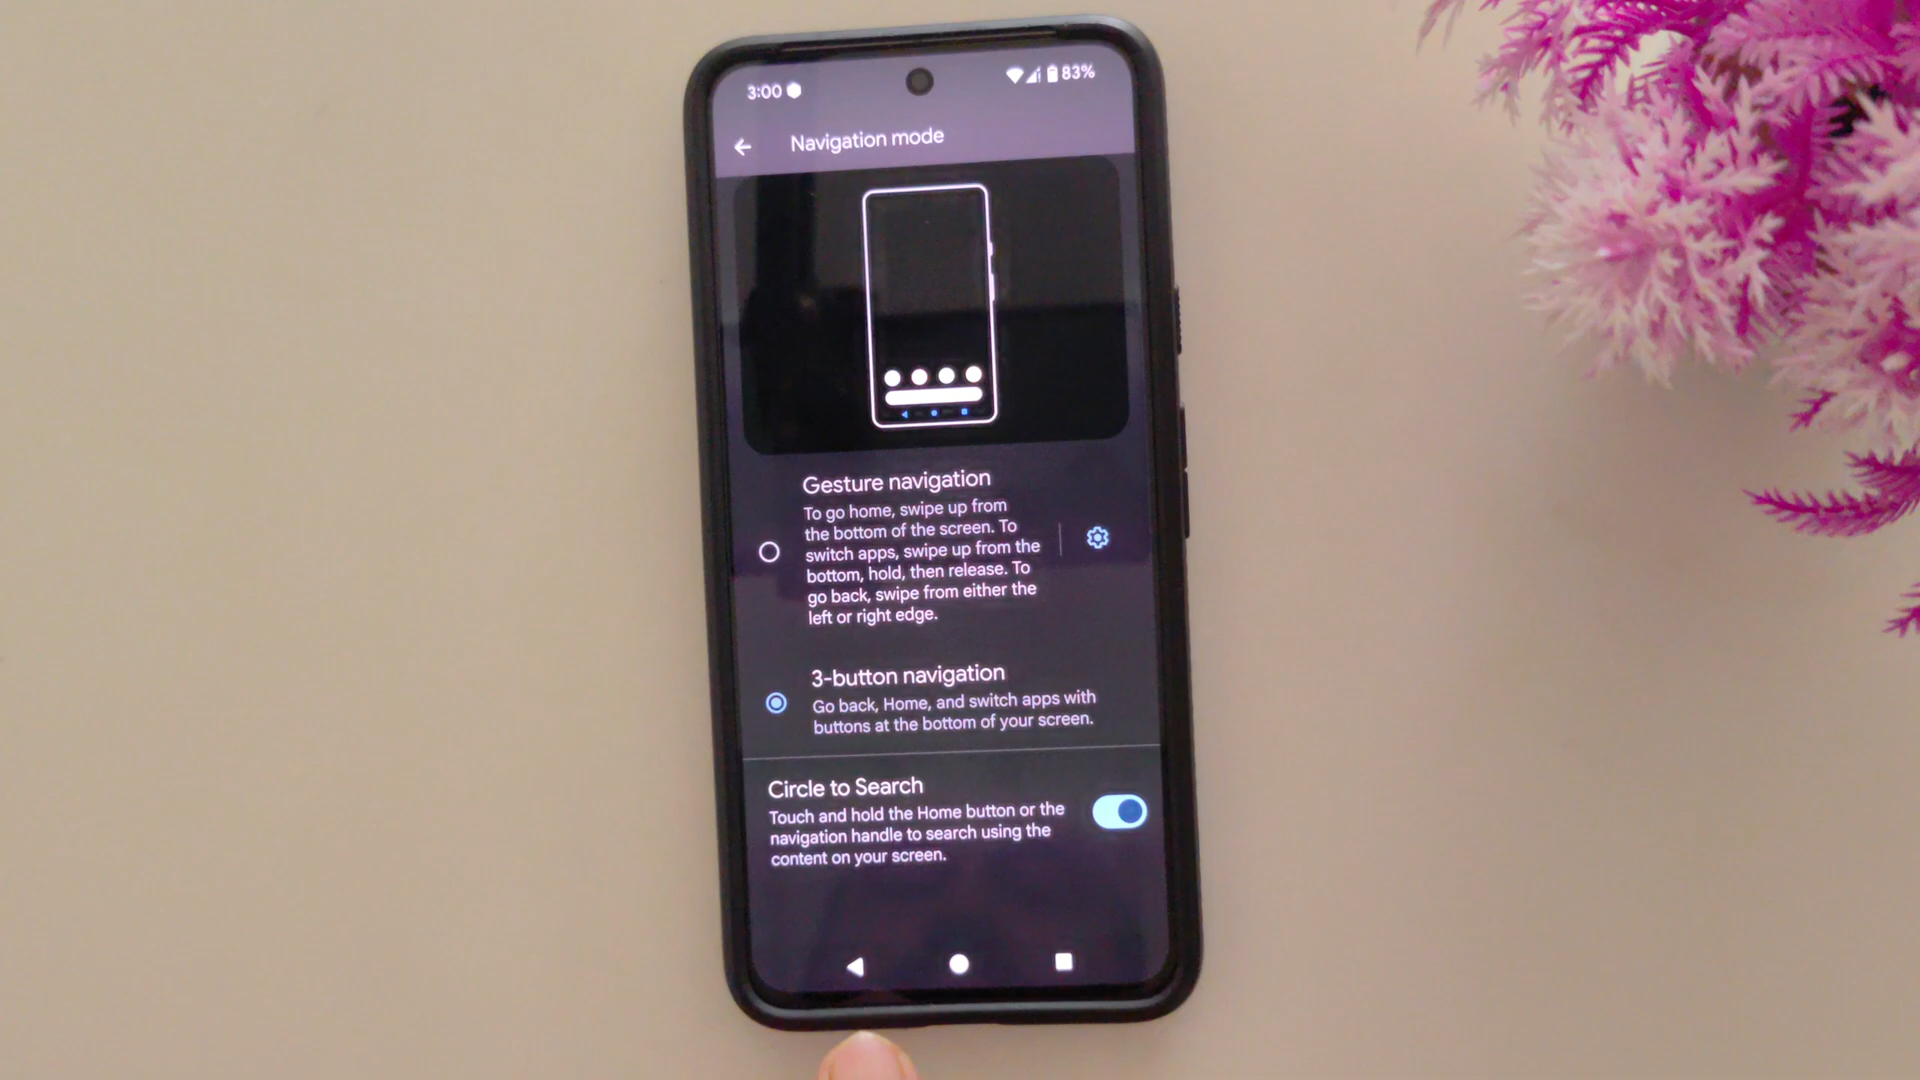 3:00 83%
Navigation mode
Gesture navigation
To go home, swipe up from
the bottom of the screen. To
switch apps, swipe up from the
bottom, hold, then release. To
go back, swipe from either the
left or right edge.
3-button navigation
Go back, Home, and switch apps with
buttons at the bottom of your screen.
Circle to Search
Touch and hold the Home button or the
navigation handle to search using the
content on your screen.